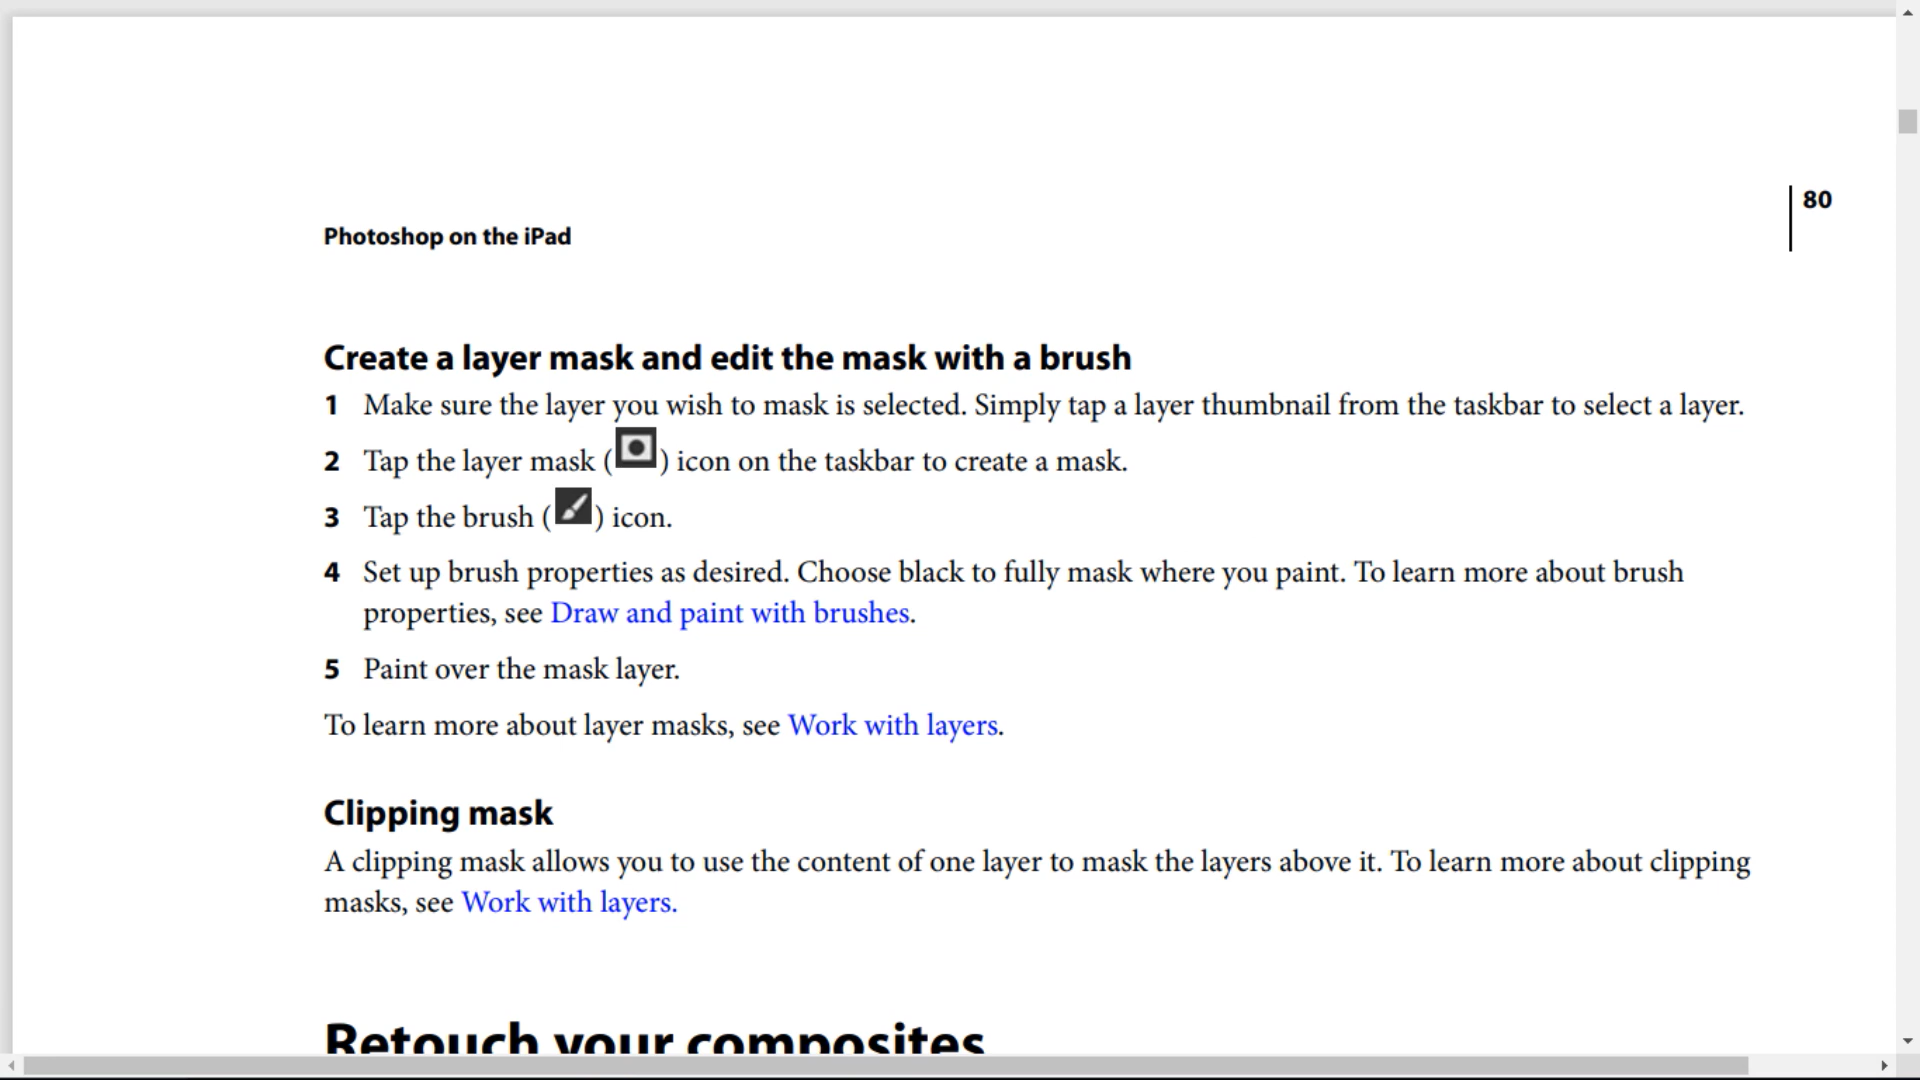 80
Photoshop on the iPad
Create a layer mask and edit the mask with a brush
1 Make sure the layer you wish to mask is selected. Simply tap a layer thumbnail from the taskbar to select a layer.
2 Tap the layer mask ( ) icon on the taskbar to create a mask.
3 Tap the brush ( ) icon.
4 Set up brush properties as desired. Choose black to fully mask where you paint. To learn more about brush
properties, see Draw and paint with brushes.
5 Paint over the mask layer.
To learn more about layer masks, see Work with layers.
Clipping mask
A clipping mask allows you to use the content of one layer to mask the layers above it. To learn more about clipping
masks, see Work with layers.
Retouch your composites